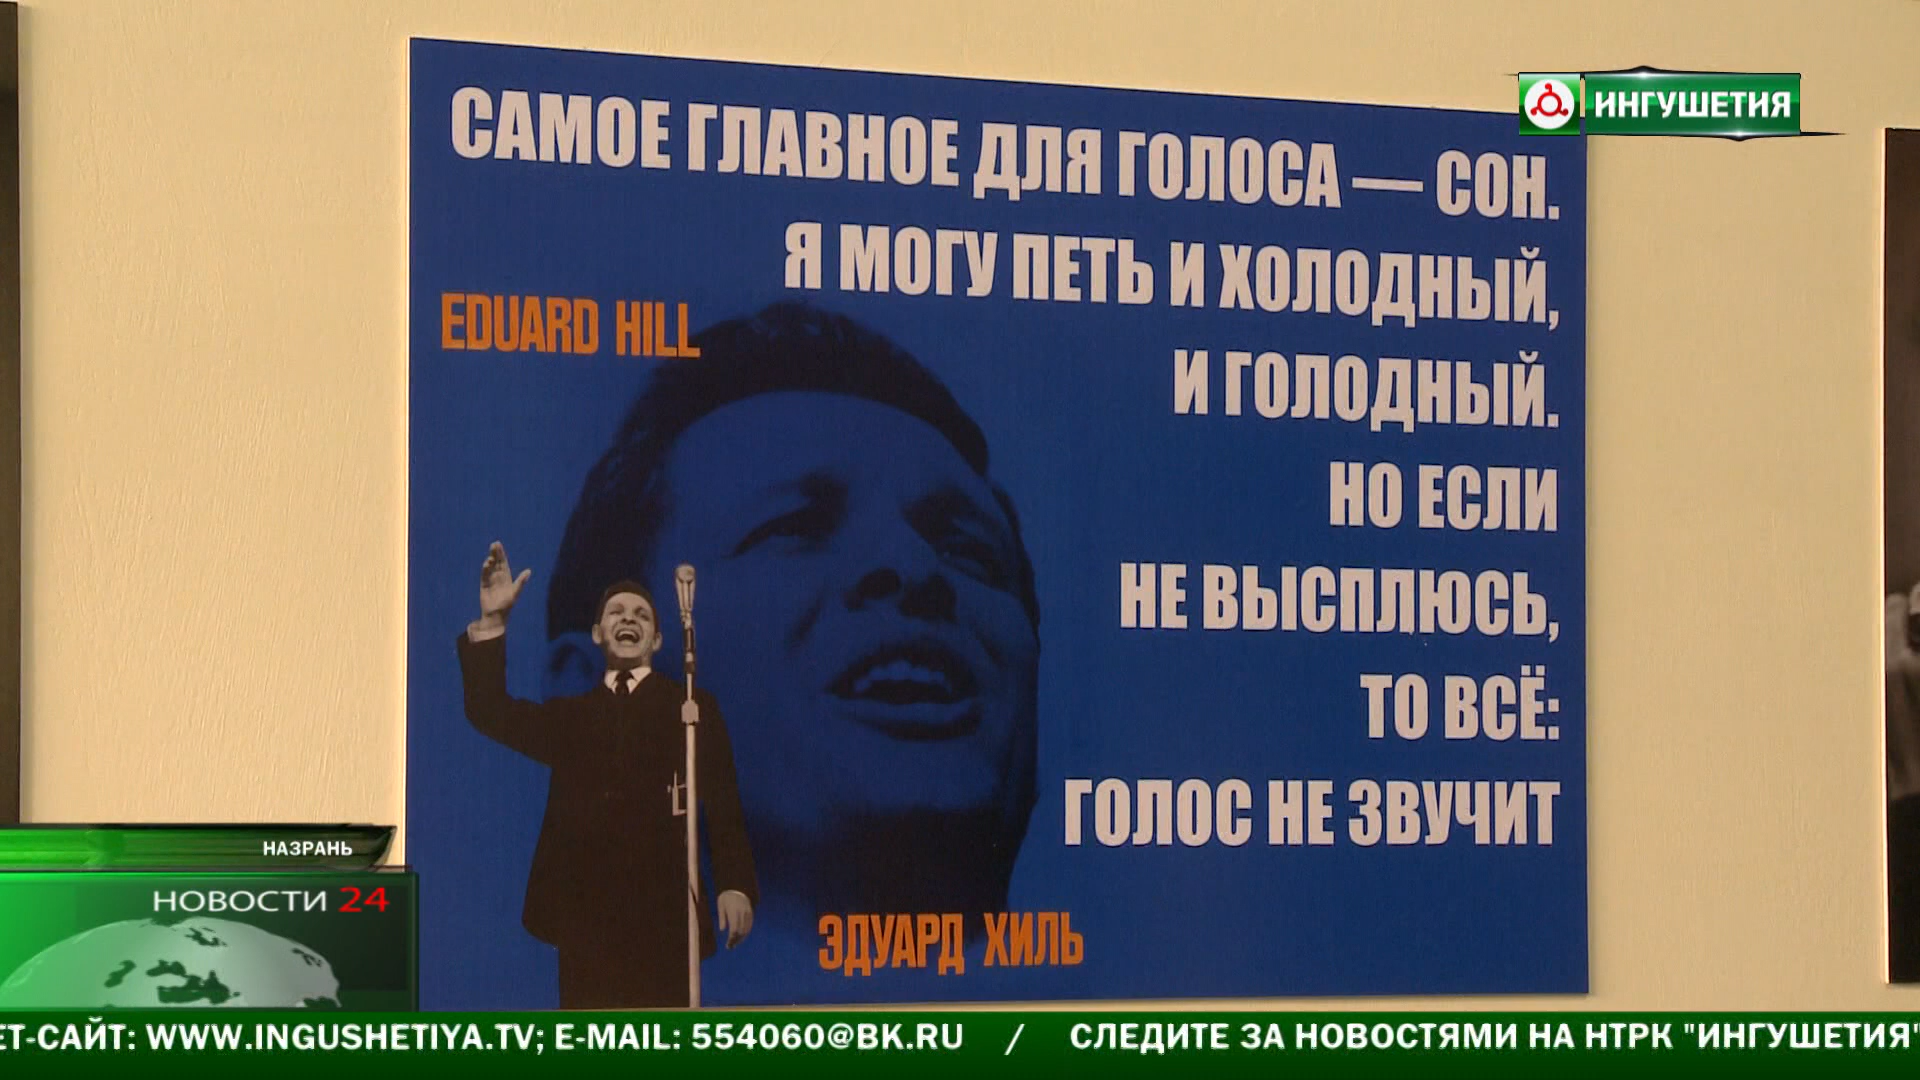 ИНГУШЕТИЯ
САМОЕ ГЛАВНОЕ ДЛЯ ГОЛОСА — СОН.
Я МОГУ ПЕТЬ И ХОЛОДНЫЙ,
И ГОЛОДНЫЙ.
НО ЕСЛИ
НЕ ВЫСПЛЮСЬ,
ТО ВСЁ:
ГОЛОС НЕ ЗВУЧИТ
EDUARD HILL
ЭДУАРД ХИЛЬ
НАЗРАНЬ
НОВОСТИ 24
ЕТ-САЙТ: WWW.INGUSHETIYA.TV; E-MAIL: 554060@BK.RU / СЛЕДИТЕ ЗА НОВОСТЯМИ НА НТРК "ИНГУШЕТИЯ"